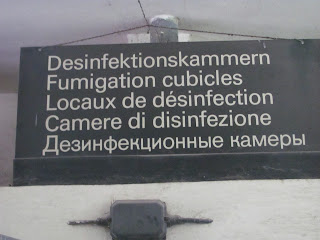 Desinfektionskammern
Fumigation cubicles
Locaux de désinfection
Camere di disinfezione
Дезинфекционные камеры